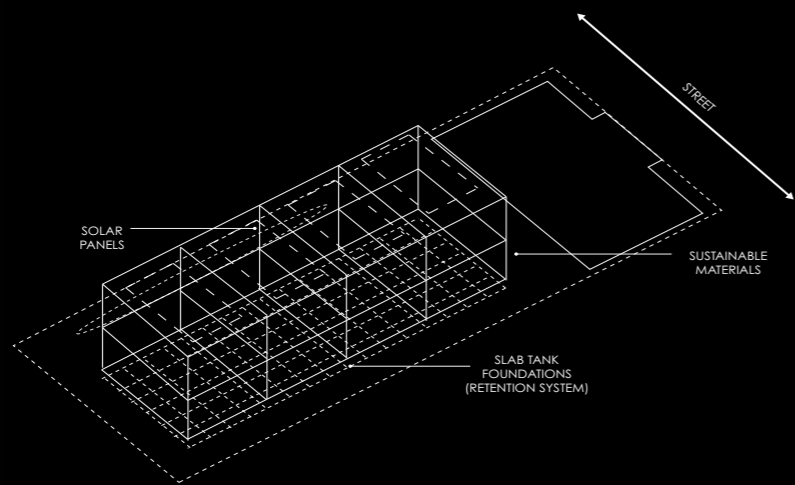 STREET
SOLAR
PANELS
SUSTAINABLE
MATERIALS
SLAB TANK
FOUNDATIONS
(RETENTION SYSTEM)